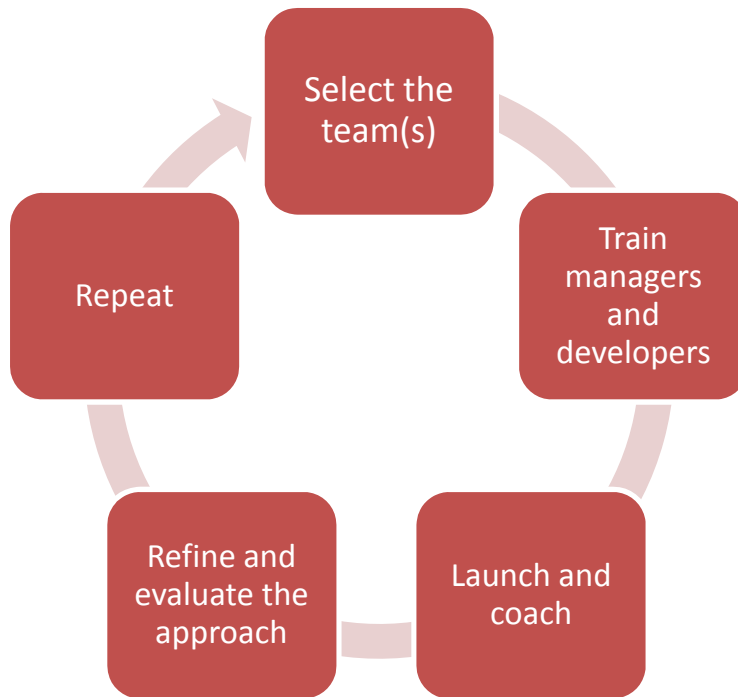 Select the
team(s)
Train
managers
and
developers
Launch and
coach
Refine and
evaluate the
approach
Repeat